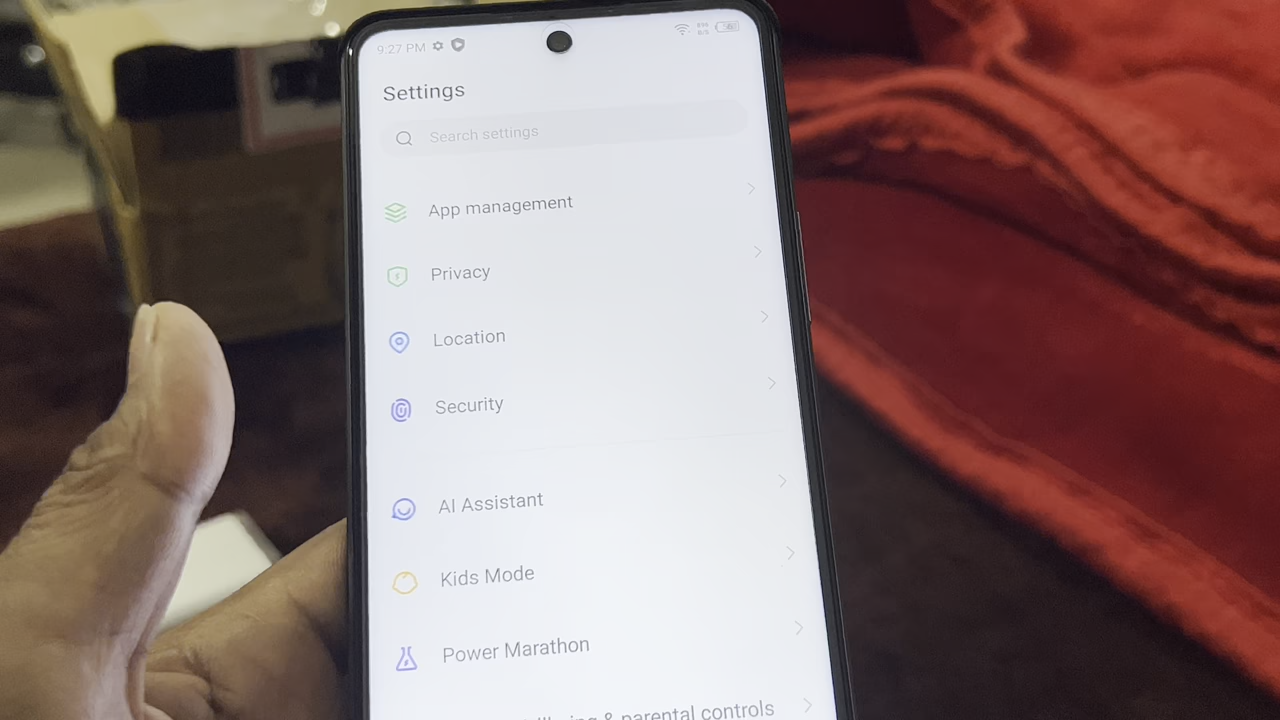 9:27 PM
Settings
Search settings
App management
Privacy
Location
Security
AI Assistant
Kids Mode
Power Marathon
& parental controls